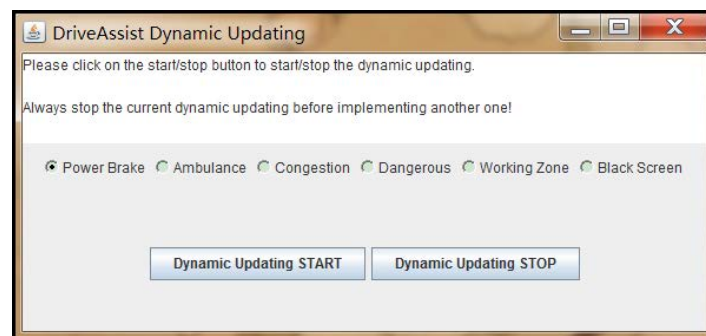 DriveAssist Dynamic Updating
Please click on the start/stop button to start/stop the dynamic updating.
Always stop the current dynamic updating before implementing another one!
Power Brake Ambulance Congestion Dangerous Working Zone Black Screen
Dynamic Updating START Dynamic Updating STOP